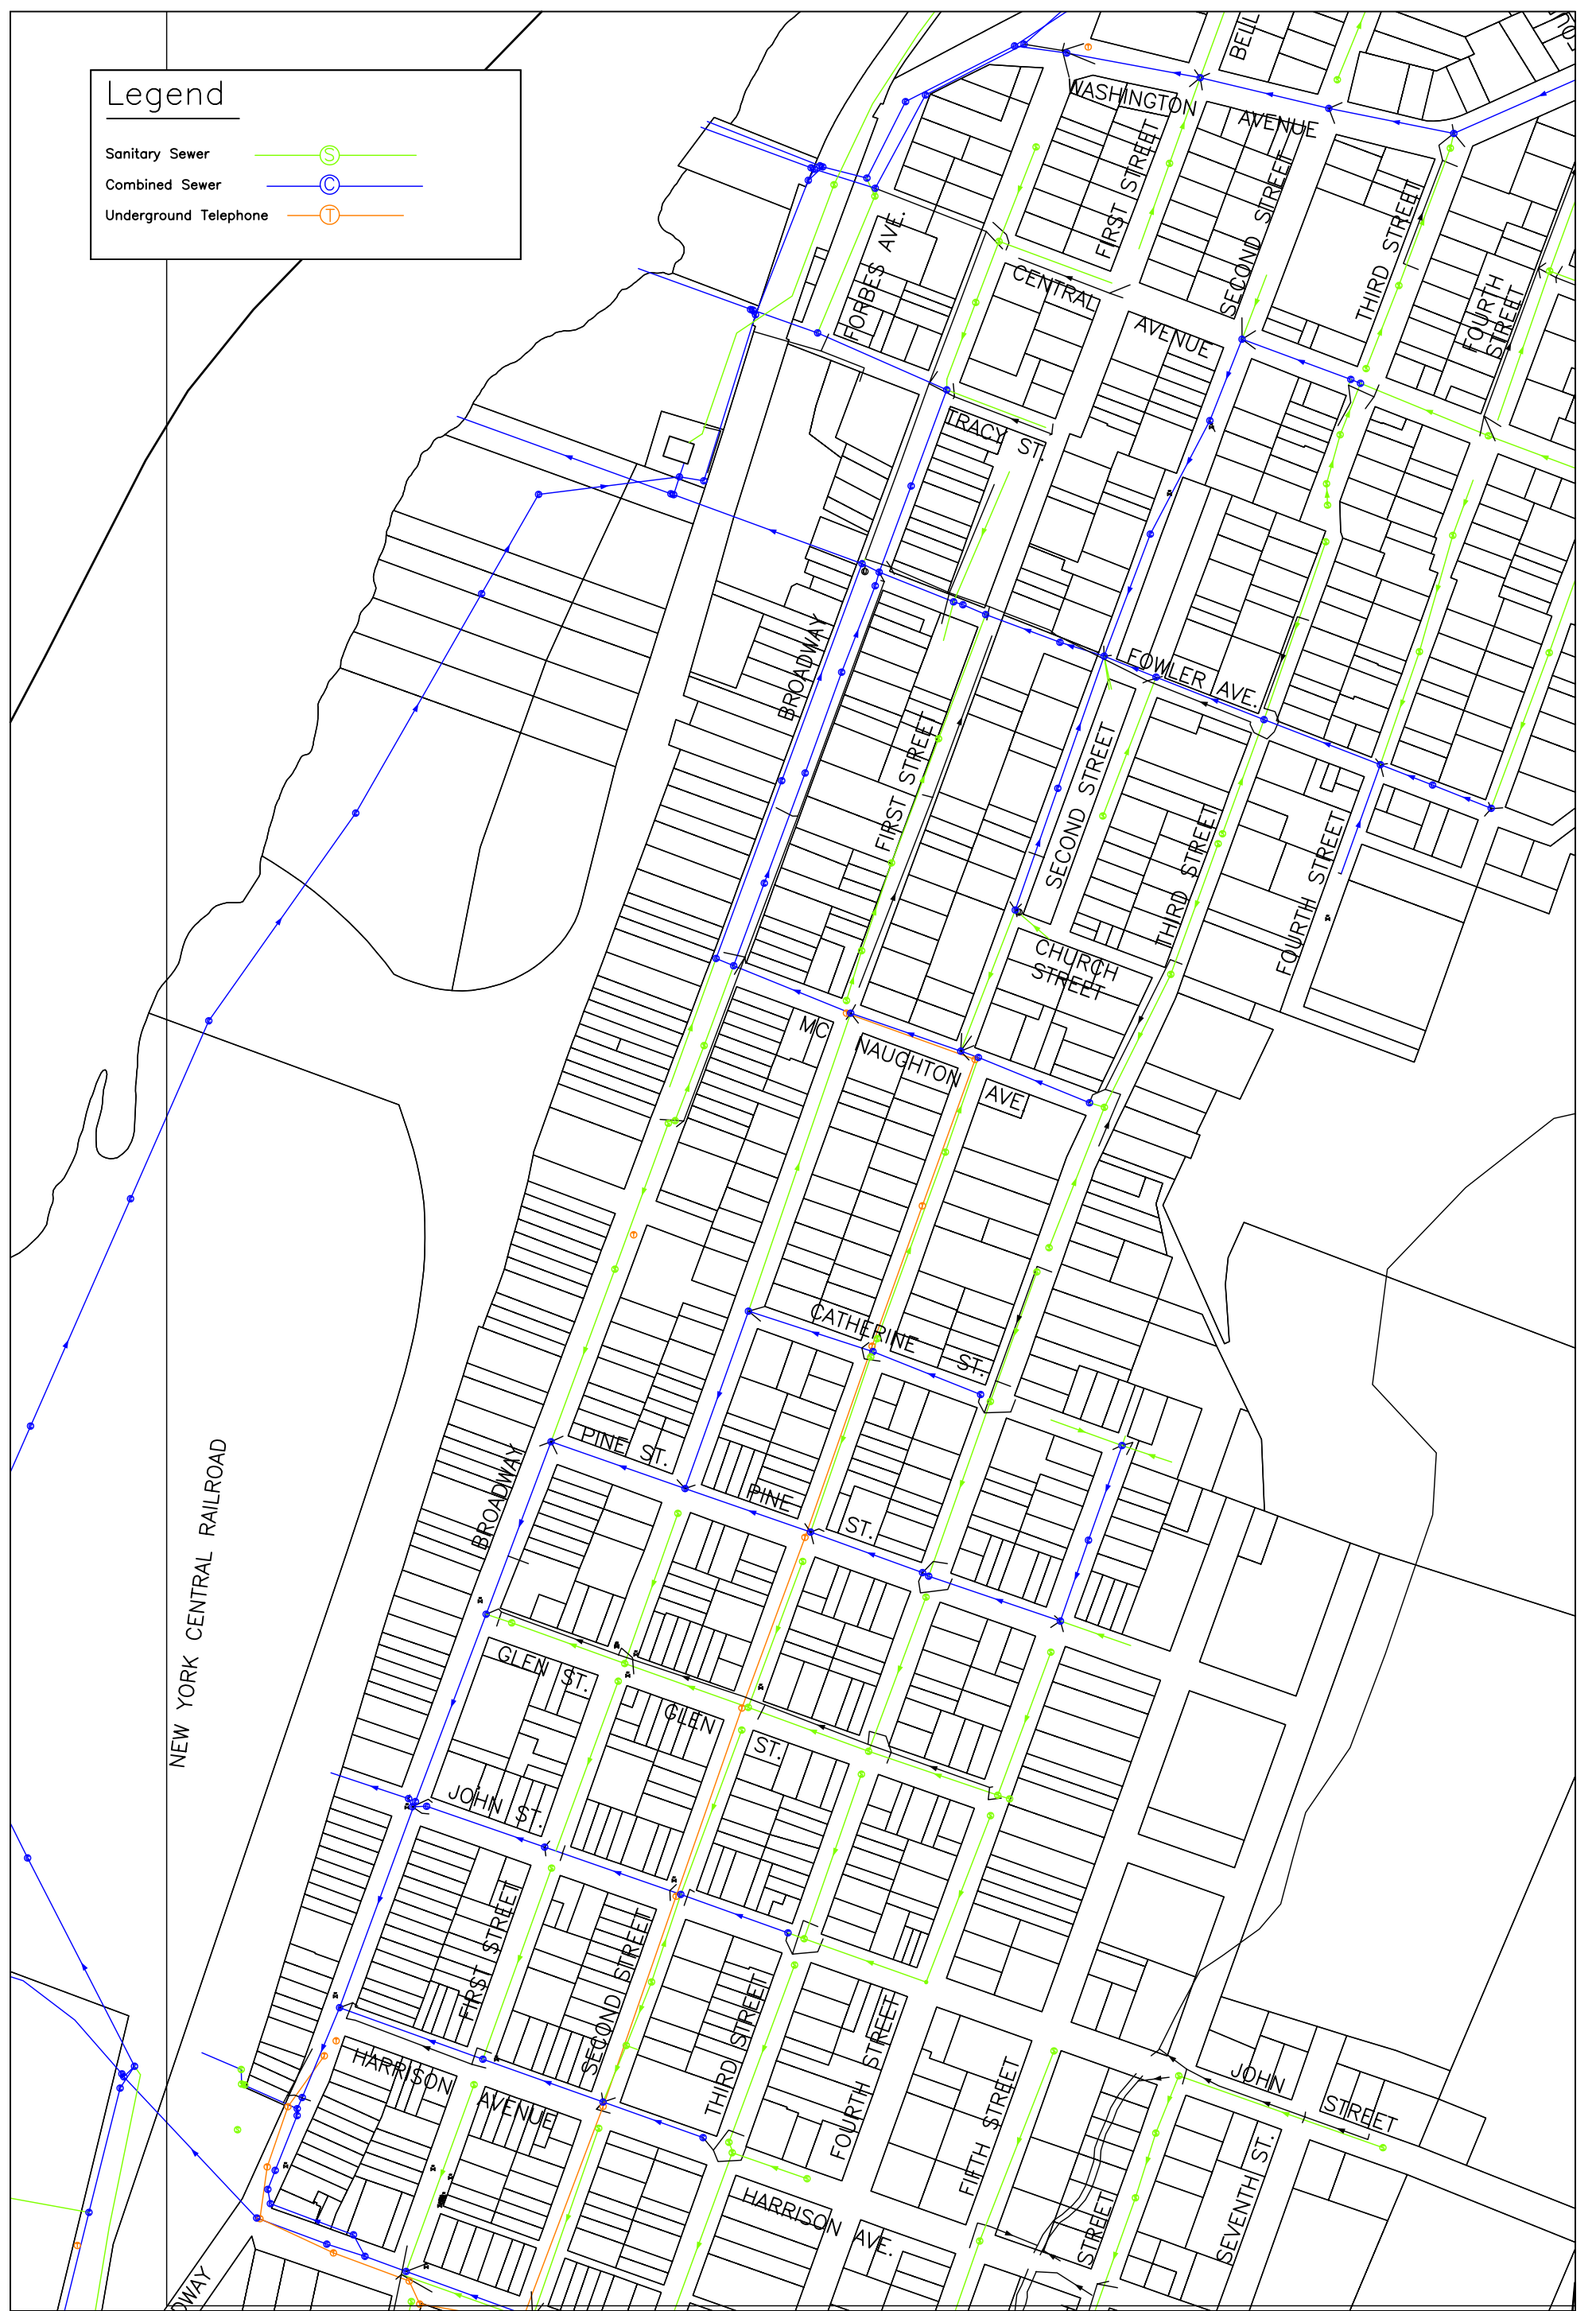 Legend
Sanitary Sewer
S
Combined Sewer
C
Underground Telephone
T
BELL
WASHINGTON
AVENUE
FIRST STREET
SECOND STREET
THIRD STREET
FOURTH
STREET
FORBES AVE.
CENTRAL
AVENUE
TRACY ST.
BROADWAY
FOWLER AVE.
FIRST STREET
SECOND STREET
THIRD STREET
FOURTH STREET
CHURCH
STREET
MC
NAUGHTON
AVE
CATHERINE
ST.
PINE ST.
PINE
ST.
BROADWAY
NEW YORK CENTRAL RAILROAD
GLEN ST.
GLEN
ST.
JOHN ST.
FIRST STREET
SECOND STREET
THIRD STREET
FOURTH STREET
FIFTH STREET
HARRISON
AVENUE
JOHN
STREET
HARRISON AVE.
STREET
SEVENTH ST.
DWAY